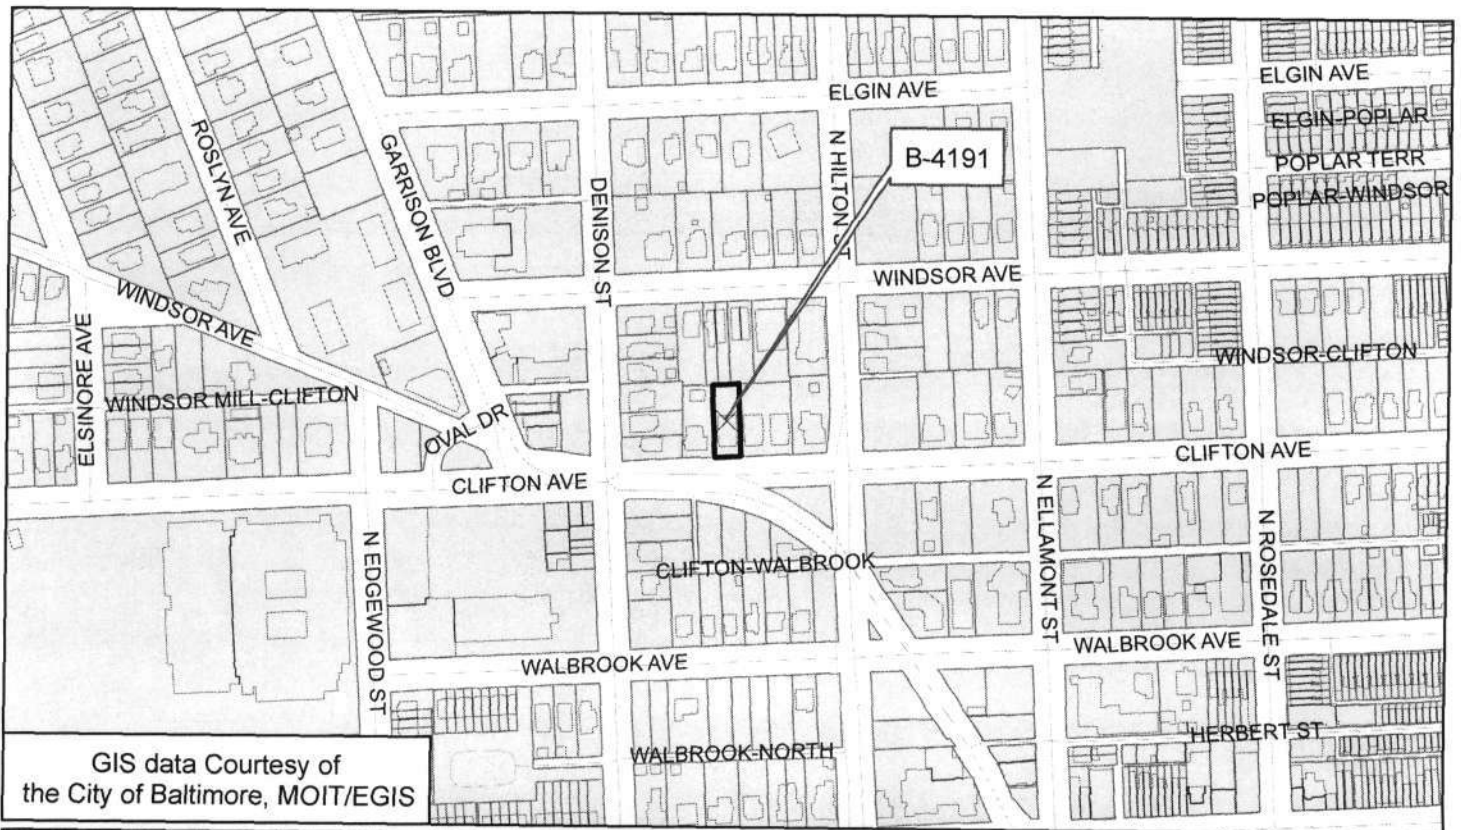 ELGIN AVE
ELGIN AVE
ELGIN-POPLAR
POPLAR TERR
POPLAR-WINDSOR
ROSLYN AVE
GARRISON BLVD
DENISON ST
N HILTON ST
B-4191
WINDSOR AVE
WINDSOR AVE
ELSINORE AVE
WINDSOR MILL-CLIFTON
OVAL DR
WINDSOR-CLIFTON
CLIFTON AVE
CLIFTON AVE
N EDGEWOOD ST
CLIFTON-WALBROOK
N ELLAMONT ST
N ROSEDALE ST
WALBROOK AVE
WALBROOK AVE
WALBROOK-NORTH
HERBERT ST
GIS data Courtesy of
the City of Baltimore, MOIT/EGIS